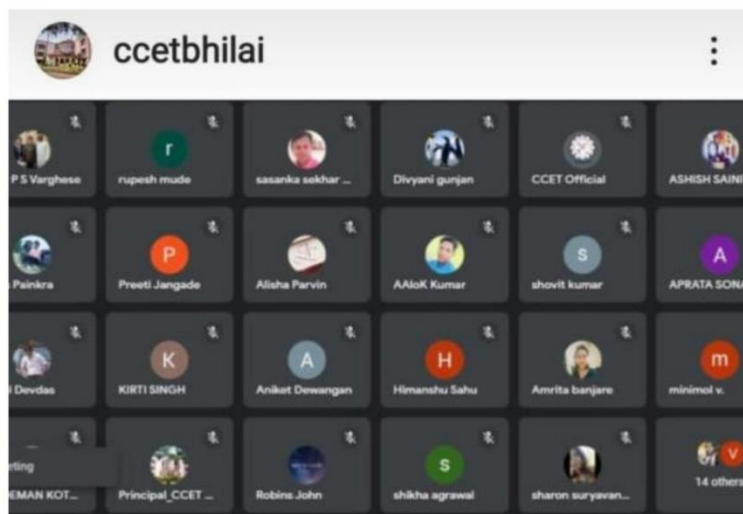 ccetbhilai
P S Varghese
r
rupesh mude
sasanka sekhar ...
Divyani gunjan
CCET Official
ASHISH SAINI
Painkra
P
Preeti Jangade
Alisha Parvin
AAloK Kumar
s
shovit kumar
A
APRATA SONA
l Devdas
K
KIRTI SINGH
A
Aniket Dewangan
H
Himanshu Sahu
Amrita banjare
m
minimol v.
eting
EMAN KOT...
Principal_CCET ...
Robins John
s
shikha agrawal
sharon suryavan...
V
14 others